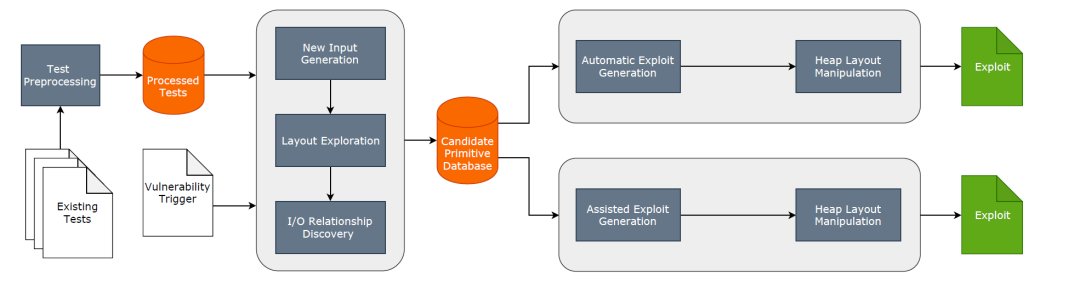 Test
Preprocessing
Processed
Tests
Existing
Tests
Vulnerability
Trigger
New Input
Generation
Layout Exploration
I/O Relationship
Discovery
Candidate
Primitive
Database
Automatic Exploit
Generation
Heap Layout
Manipulation
Exploit
Assisted Exploit
Generation
Heap Layout
Manipulation
Exploit